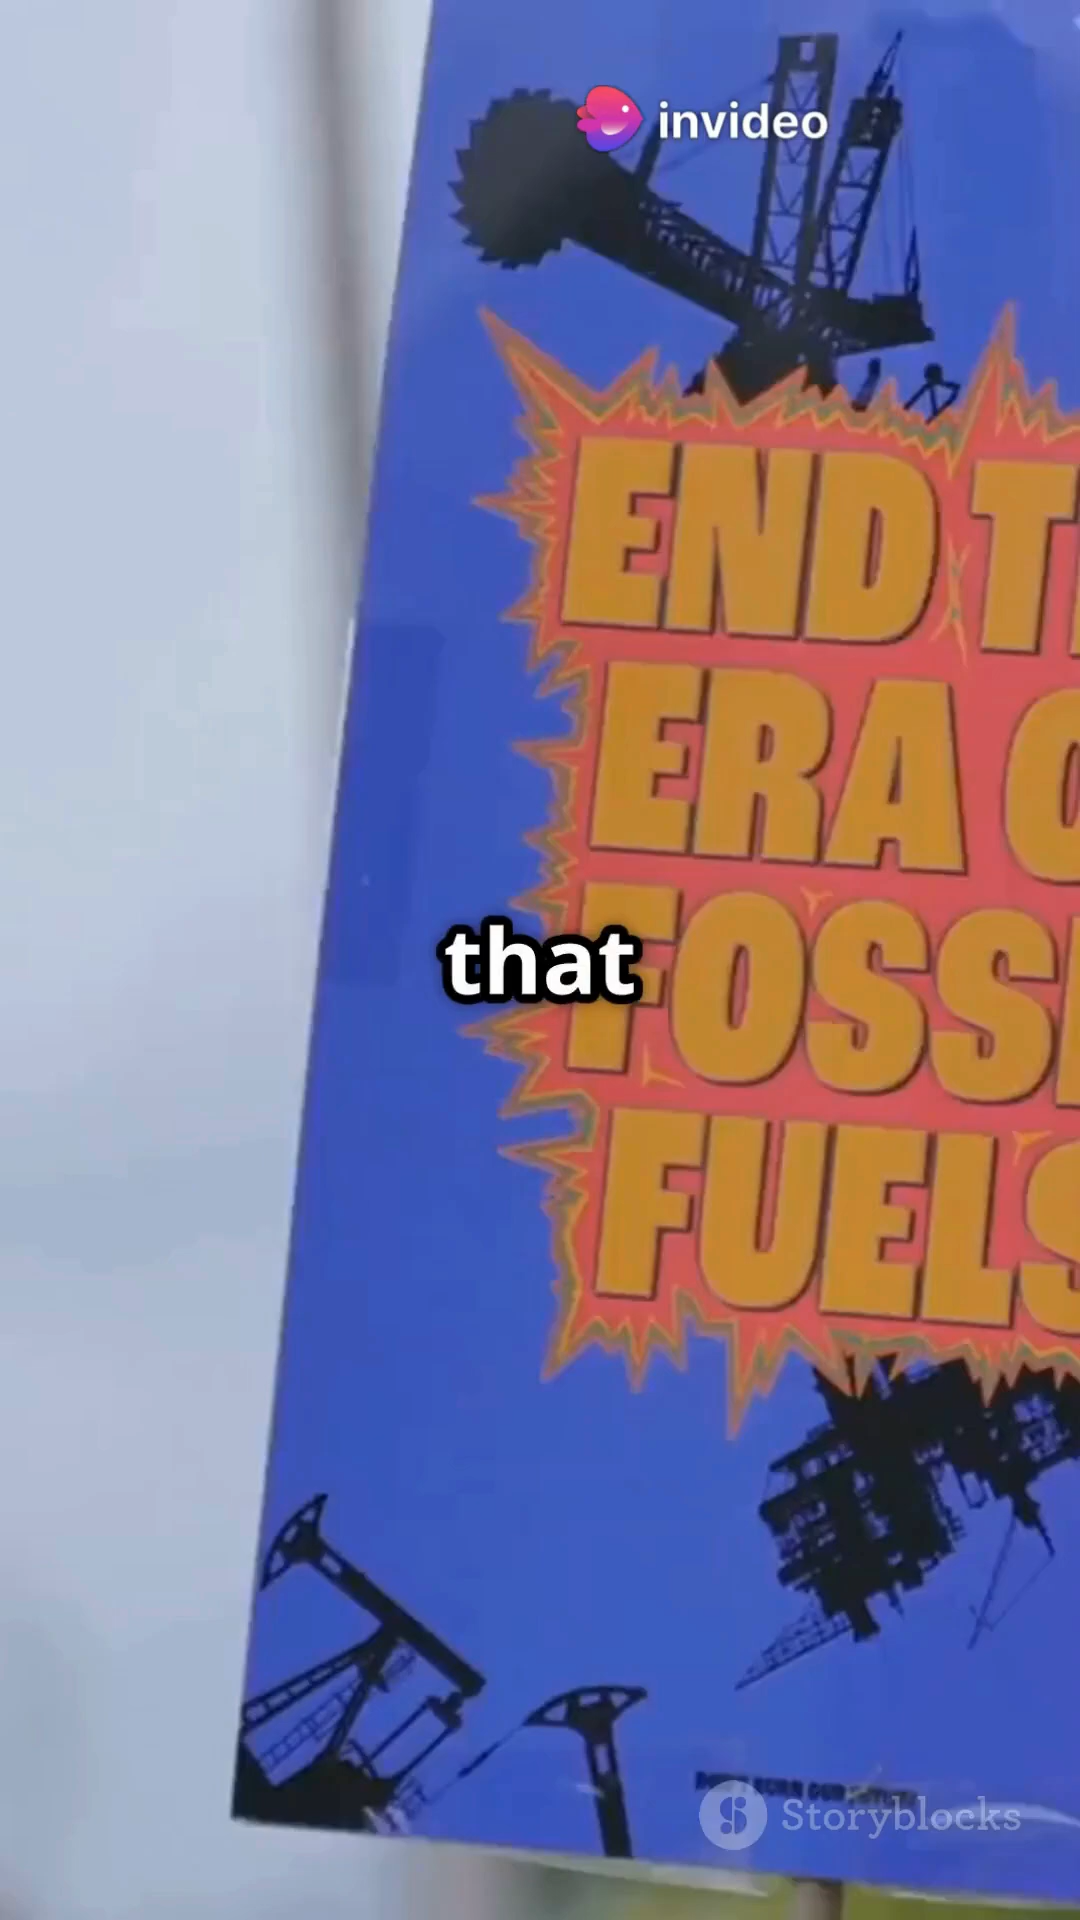 invideo
END T
ERA O
FOSS
that
FUELS
Storyblocks